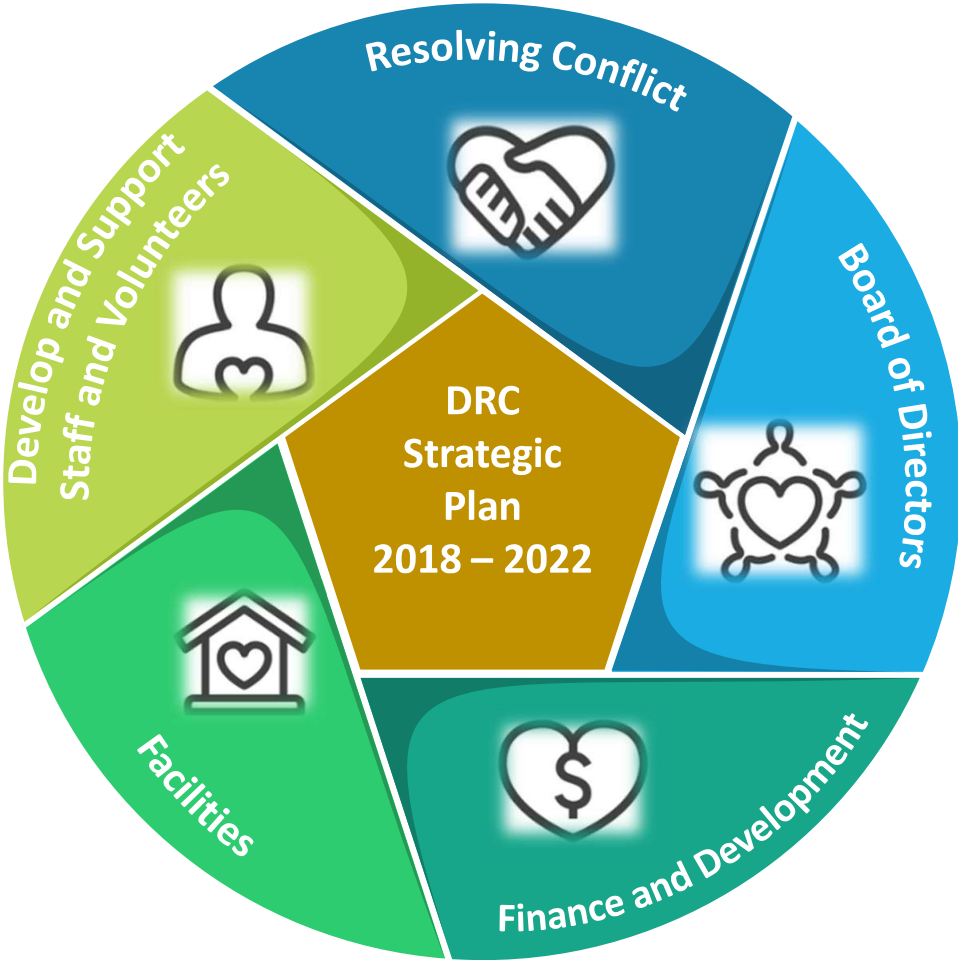 Resolving Conflict
Board of Directors
Finance and Development
Facilities
Develop and Support
Staff and Volunteers
DRC
Strategic
Plan
2018 – 2022
$